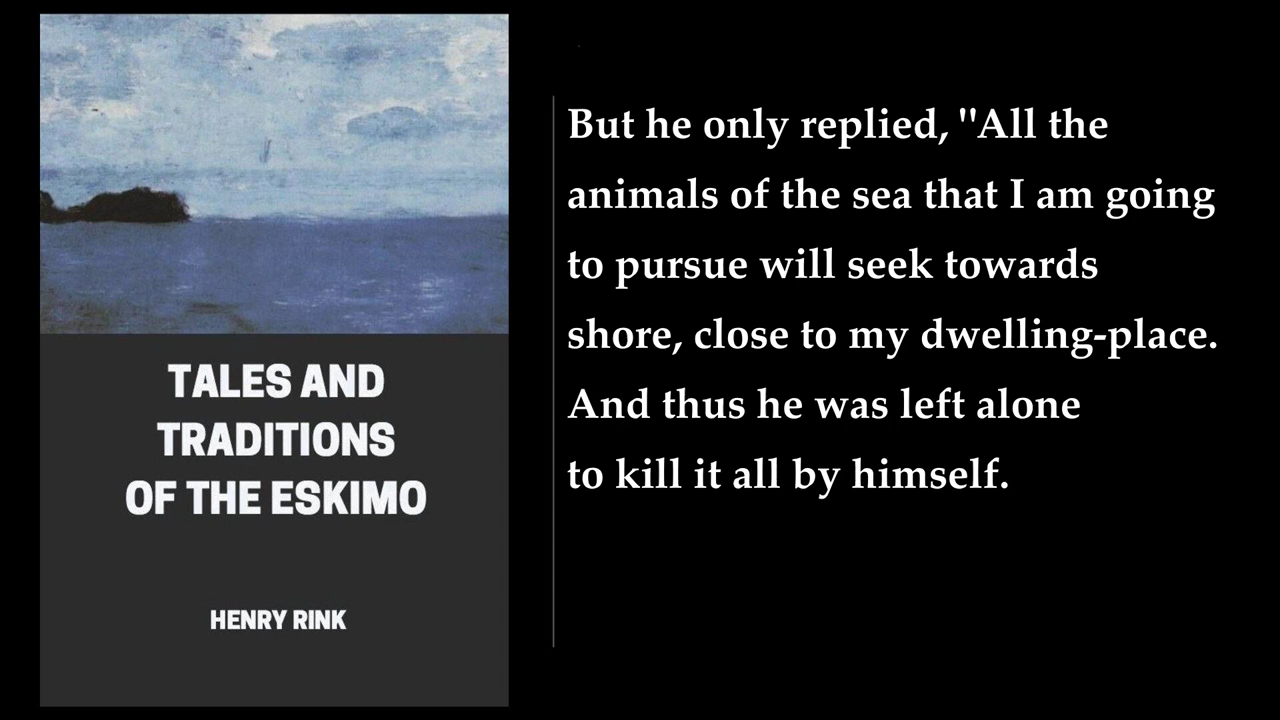 TALES AND
TRADITIONS
OF THE ESKIMO
HENRY RINK
But he only replied, "All the
animals of the sea that I am going
to pursue will seek towards
shore, close to my dwelling-place.
And thus he was left alone
to kill it all by himself.